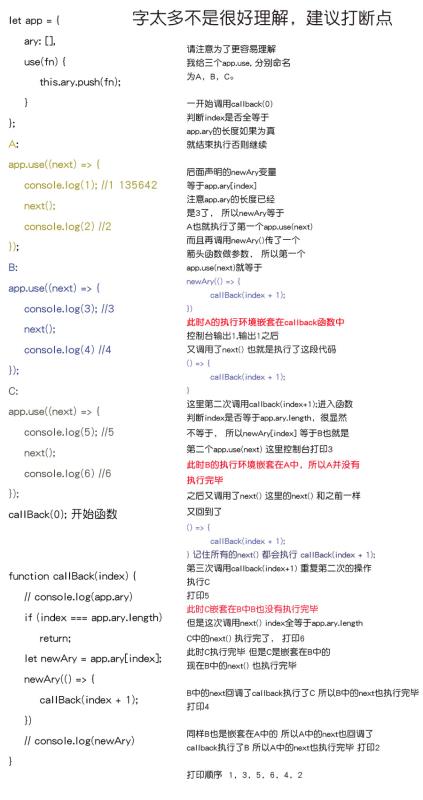 字太多不是很好理解，建议打断点
let app = {
ary: [],
use(fn) {
this.ary.push(fn);
}
};
A:
app.use((next) => {
console.log(1); //1 135642
next();
console.log(2) //2
});
B:
app.use((next) => {
console.log(3); //3
next();
console.log(4) //4
});
C:
app.use((next) => {
console.log(5); //5
next();
console.log(6) //6
});
callBack(0); 开始函数
function callBack(index) {
// console.log(app.ary)
if (index === app.ary.length)
return;
let newAry = app.ary[index];
newAry(() => {
callBack(index + 1);
})
// console.log(newAry)
}
请注意为了更容易理解
我给三个app.use, 分别命名
为A，B，C。
一开始调用callback(0)
判断index是否全等于
app.ary的长度如果为真
就结束执行否则继续
后面声明的newAry变量
等于app.ary[index]
注意app.ary的长度已经
是3了， 所以newAry等于
A也就执行了第一个app.use(next)
而且再调用newAry()传了一个
箭头函数做参数， 所以第一个
app.use(next)就等于
newAry(() => {
callBack(index + 1);
})
此时A的执行环境嵌套在callback函数中
控制台输出1,输出1之后
又调用了next() 也就是执行了这段代码
() => {
callBack(index + 1);
}
这里第二次调用callback(index+1);进入函数
判断index是否等于app.ary.length，很显然
不等于， 所以newAry[index] 等于B也就是
第二个app.use(next) 这里控制台打印3
此时B的执行环境嵌套在A中，所以A并没有
执行完毕
之后又调用了next() 这里的next() 和之前一样
又回到了
() => {
callBack(index + 1);
} 记住所有的next() 都会执行 callBack(index + 1);
第三次调用callback(index+1) 重复第二次的操作
执行C
打印5
此时C嵌套在B中B也没有执行完毕
但是这次调用next() index全等于app.ary.length
C中的next() 执行完了， 打印6
此时C执行完毕 但是C是嵌套在B中的
现在B中的next() 也执行完毕
B中的next回调了callback执行了C 所以B中的next也执行完毕
打印4
同样B也是嵌套在A中的 所以A中的next也回调了
callback执行了B 所以A中的next也执行完毕 打印2
打印顺序 1，3，5，6，4，2